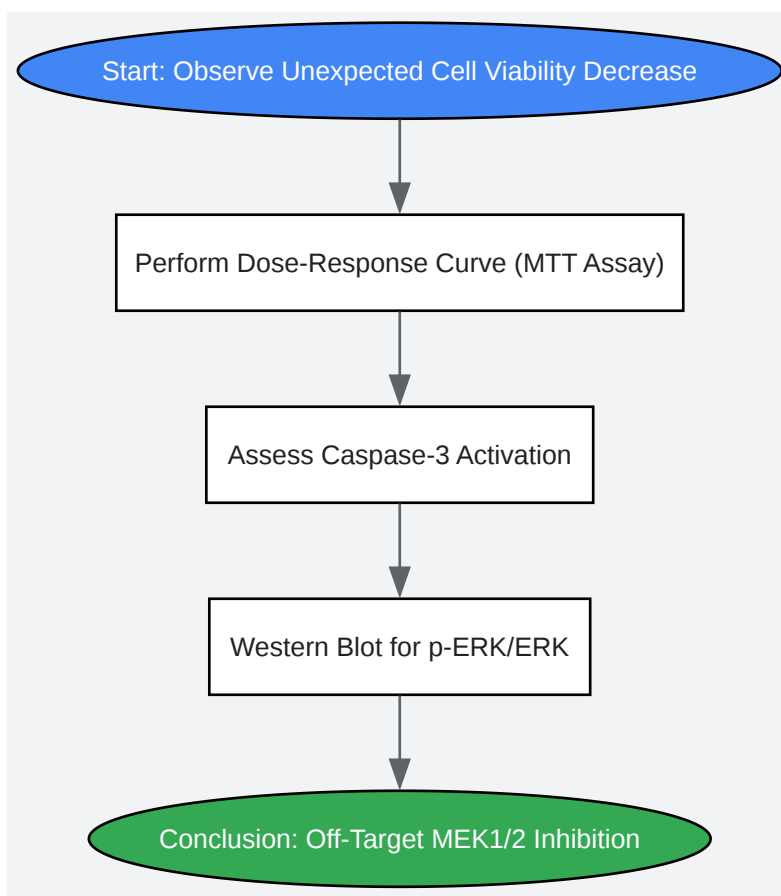 Start: Observe Unexpected Cell Viability Decrease
Perform Dose-Response Curve (MTT Assay)
Assess Caspase-3 Activation
Western Blot for p-ERK/ERK
Conclusion: Off-Target MEK1/2 Inhibition